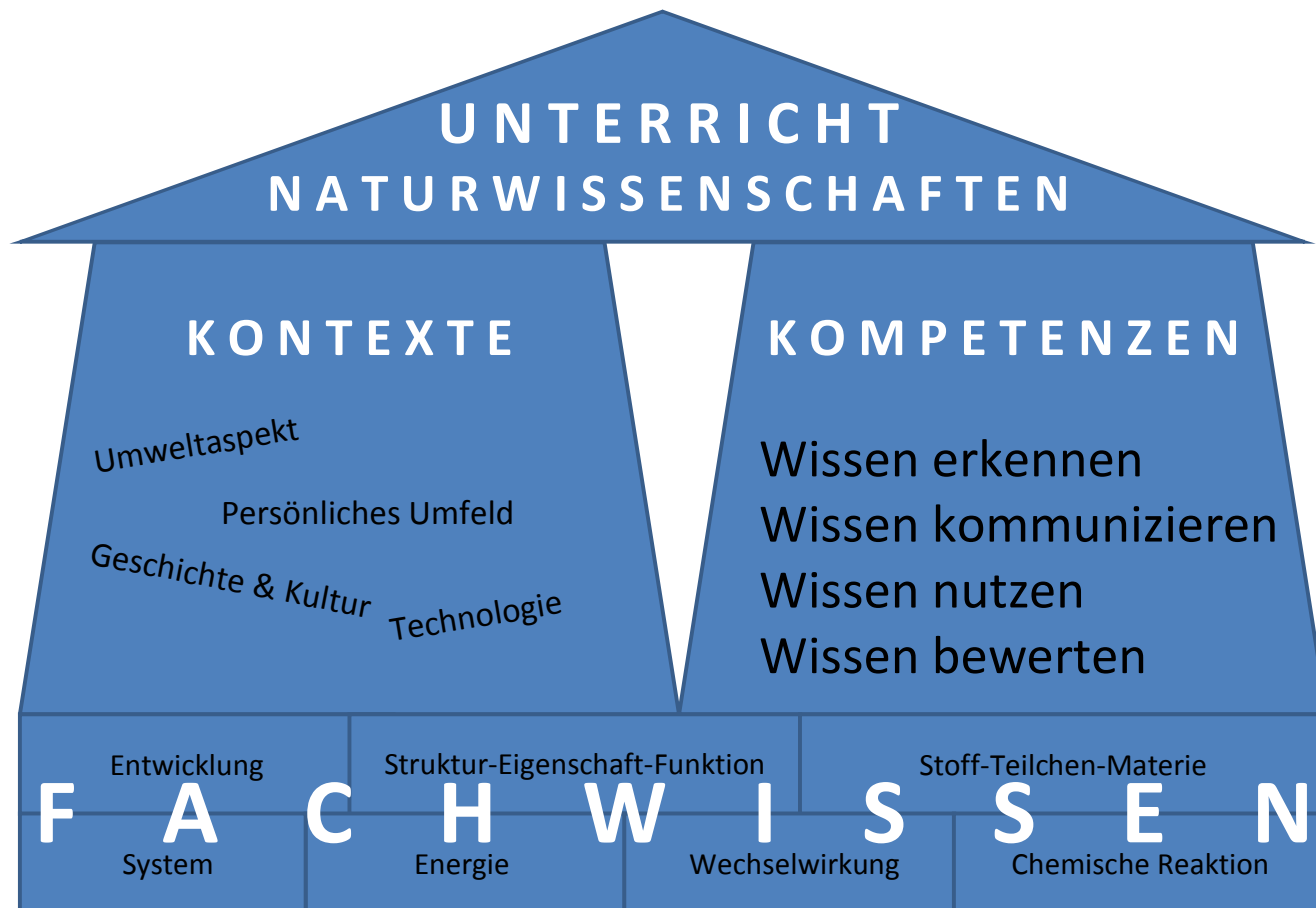 UNTERRICHT
NATURWISSENSCHAFTEN
KONTEXTE
Umweltaspekt
Persönliches Umfeld
Geschichte & Kultur
Technologie
KOMPETENZEN
Wissen erkennen
Wissen kommunizieren
Wissen nutzen
Wissen bewerten
Entwicklung Struktur-Eigenschaft-Funktion Stoff-Teilchen-Materie
FACHWISSEN
System Energie Wechselwirkung Chemische Reaktion